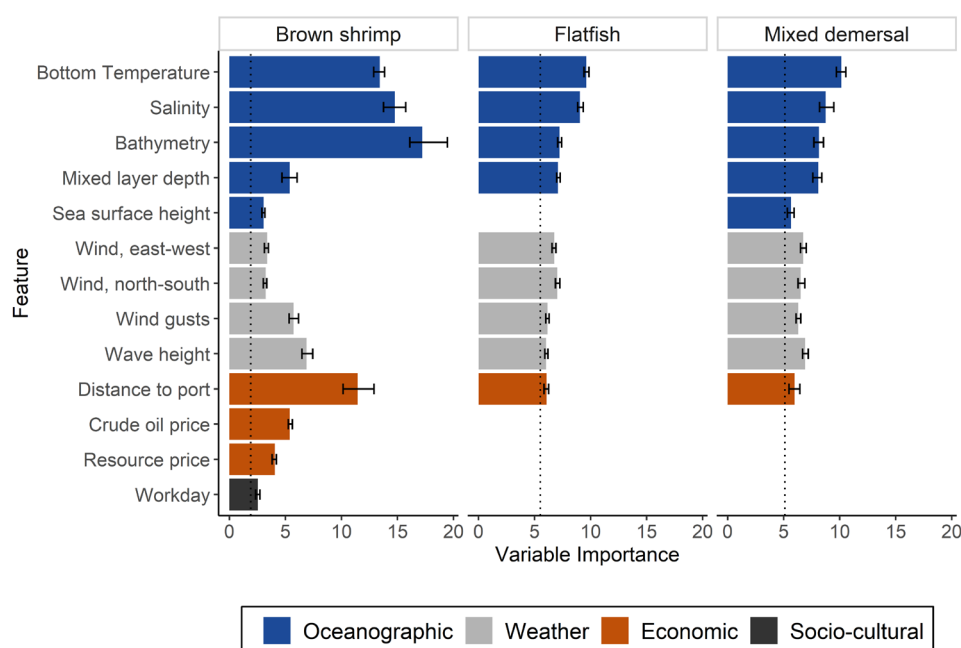 Brown shrimp
Flatfish
Mixed demersal
Feature
Bottom Temperature
Salinity
Bathymetry
Mixed layer depth
Sea surface height
Wind, east-west
Wind, north-south
Wind gusts
Wave height
Distance to port
Crude oil price
Resource price
Workday
0 5 10 15 20 0 5 10 15 20 0 5 10 15 20
Variable Importance
Oceanographic Weather Economic Socio-cultural